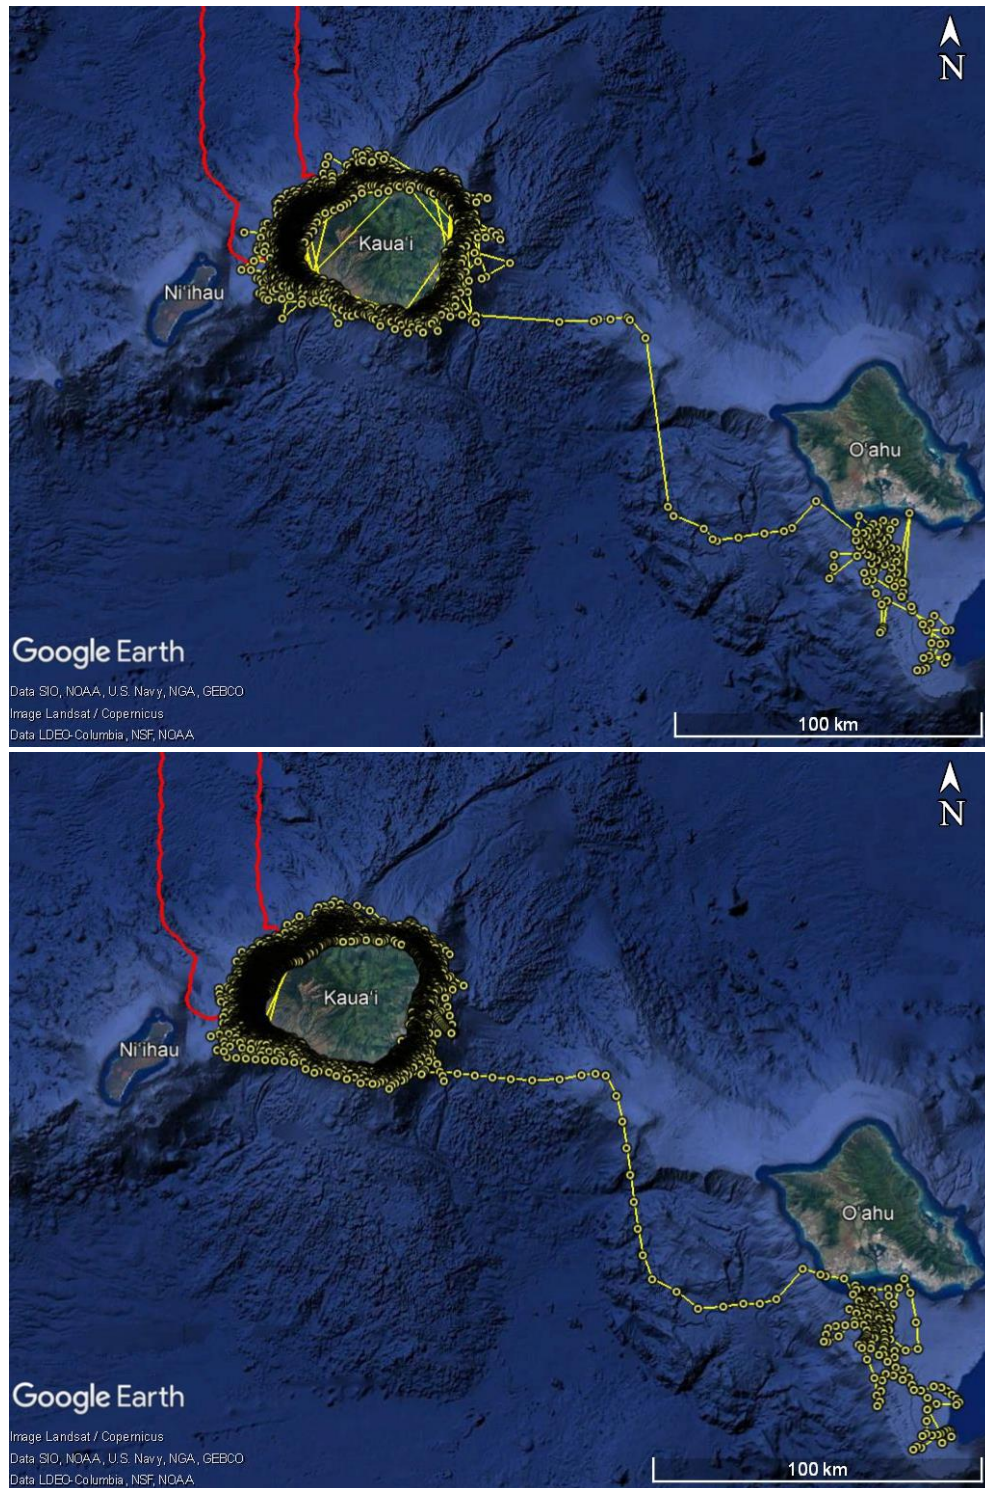 N
Kaua'i
Ni'ihau
O'ahu
Google Earth
Data SIO, NOAA, U.S. Navy, NGA, GEBCO
Image Landsat / Copernicus
Data LDEO-Columbia, NSF, NOAA
100 km
N
Kaua'i
Ni'ihau
O'ahu
Google Earth
Image Landsat / Copernicus
Data SIO, NOAA, U.S. Navy, NGA, GEBCO
Data LDEO-Columbia, NSF, NOAA
100 km